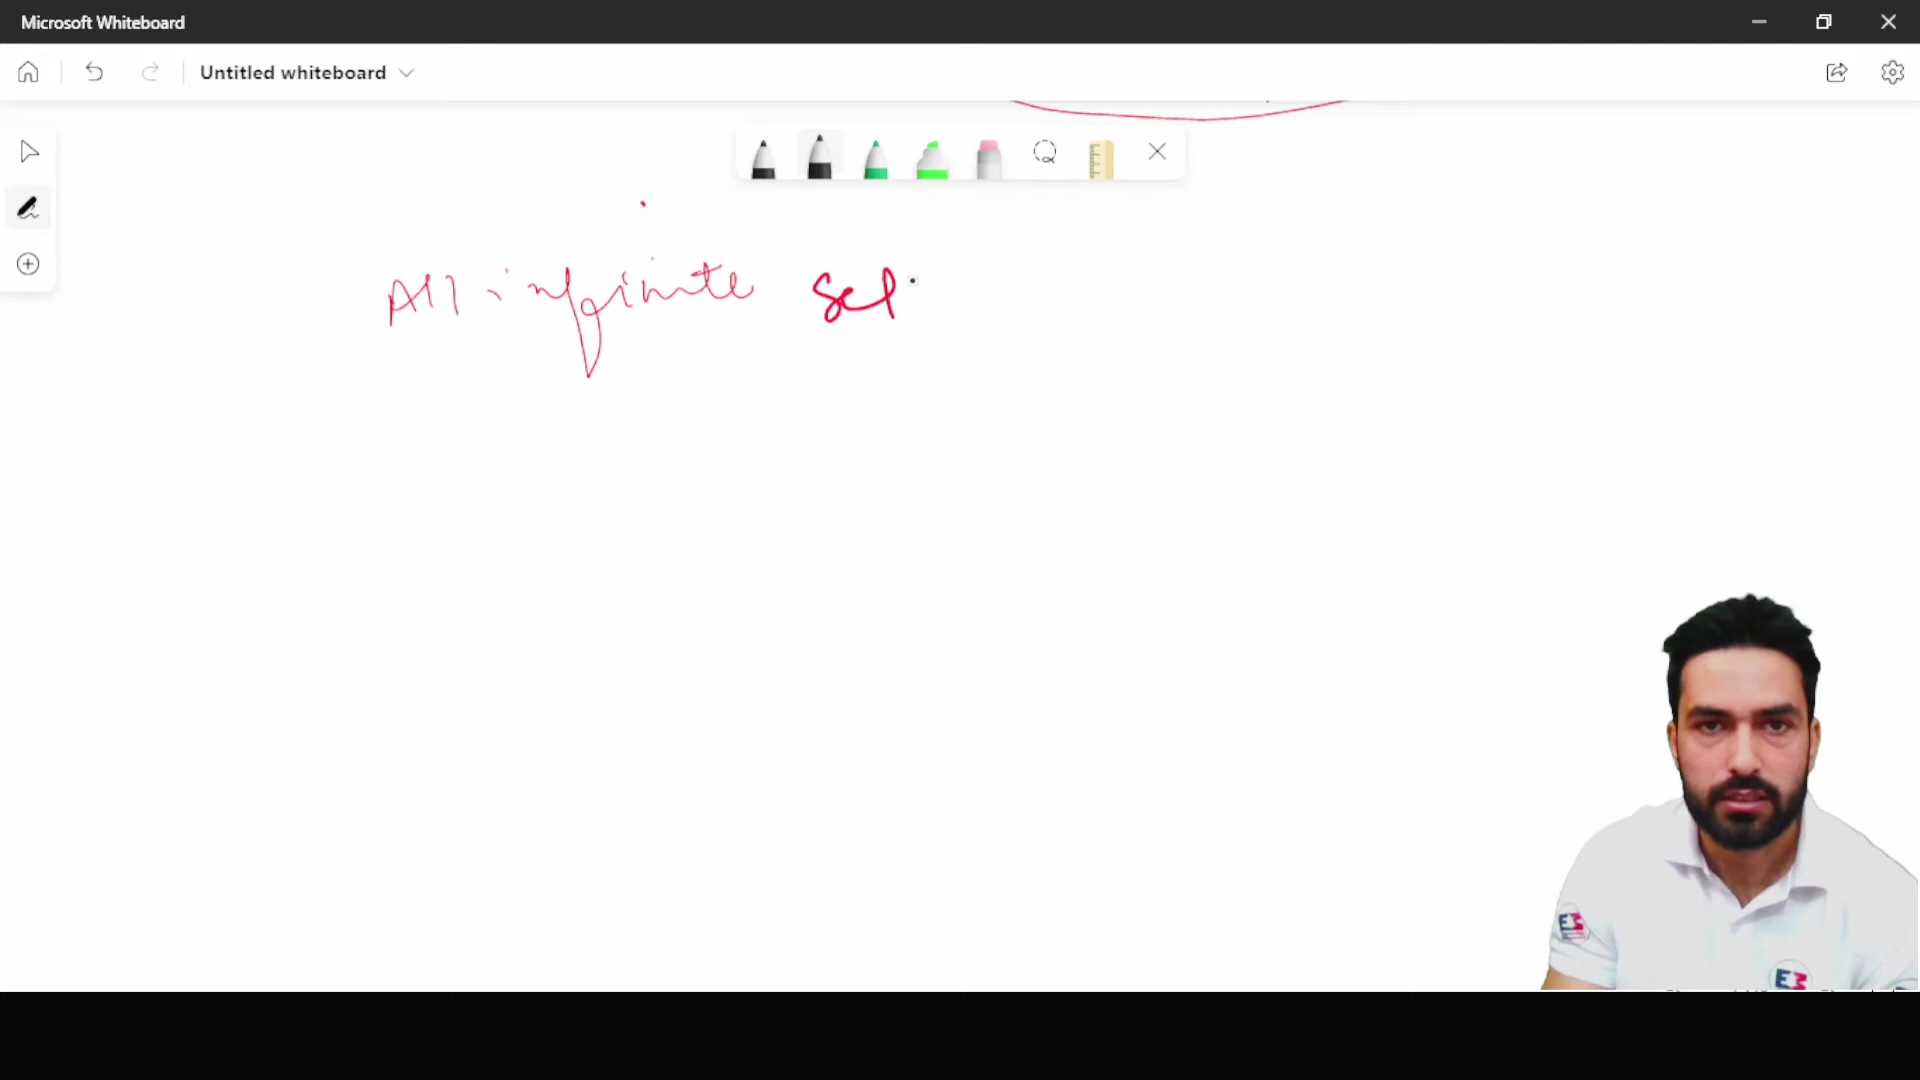 Microsoft Whiteboard
Untitled whiteboard
All infinite set